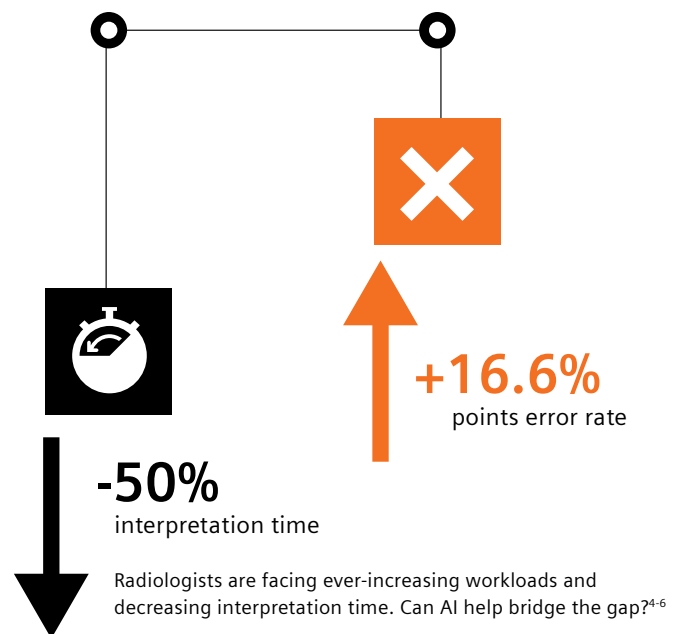 +16.6%
points error rate
-50%
interpretation time
Radiologists are facing ever-increasing workloads and
decreasing interpretation time. Can AI help bridge the gap?⁴⁻⁶